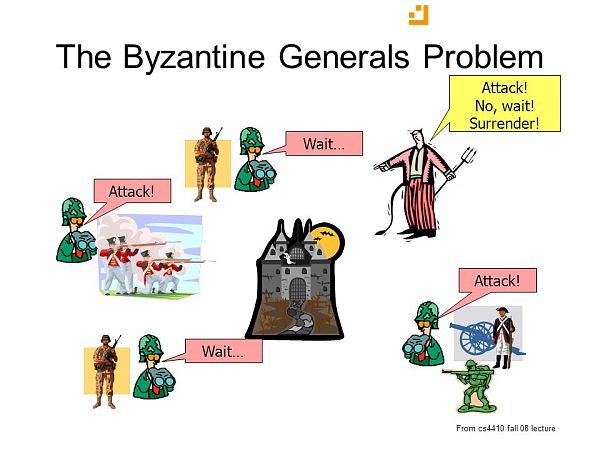 The Byzantine Generals Problem
Attack!
No, wait!
Surrender!
Wait...
Attack!
Attack!
Wait...
From cs4410 fall 08 lecture